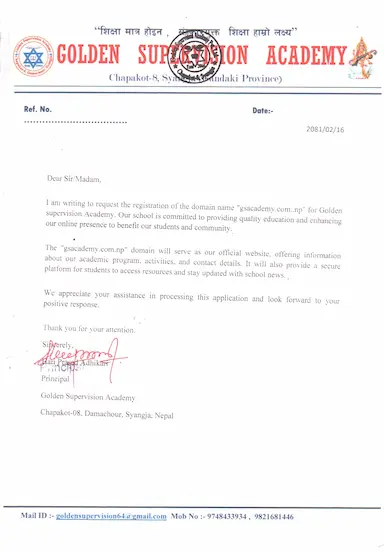 "शिक्षा मात्र होइन , संस्कारयुक्त शिक्षा हाम्रो लक्ष्य"
GOLDEN SUPERVISION ACADEMY
Chapakot-8, Syangja (Gandaki Province)
Ref. No.
Date:-
2081/02/16
Dear Sir/Madam,
I am writing to request the registration of the domain name "gsacademy.com.np" for Golden
supervision Academy. Our school is committed to providing quality education and enhancing
our online presence to benefit our students and community.
The "gsacademy.com.np" domain will serve as our official website, offering information
about our academic program, activities, and contact details. It will also provide a secure
platform for students to access resources and stay updated with school news.
We appreciate your assistance in processing this application and look forward to your
positive response.
Thank you for your attention.
Sincerely,
Adhikari
Principal
Golden Supervision Academy
Chapakot-08, Damachour, Syangja, Nepal
Mail ID :- goldensupervision64@gmail.com Mob No :- 9748433934 , 9821681446